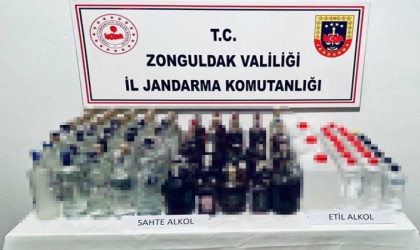 T.C.
ZONGULDAK VALİLİĞİ
İL JANDARMA KOMUTANLIĞI
SAHTE ALKOL
ETİL ALKOL